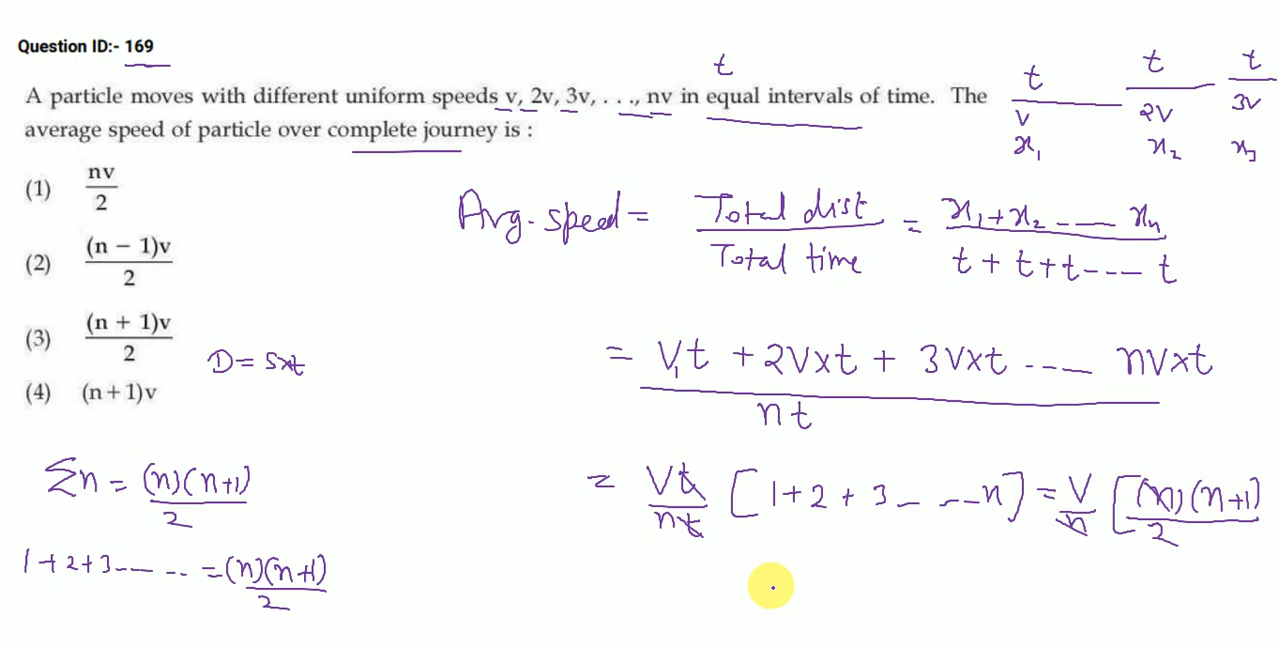 Question ID:- 169
A particle moves with different uniform speeds v, 2v, 3v, . . ., nv in equal intervals of time. The
average speed of particle over complete journey is :
t
t t t
v 2v 3v
x₁ x₂ x₃
(1) nv/2
(2) (n − 1)v/2
(3) (n + 1)v/2
(4) (n+1)v
D = s×t
Avg. speed = Total dist/Total time = x₁+x₂ ---- xₙ/t + t + t ---- t
= V₁t + 2V×t + 3V×t ---- nV×t/nt
= Vt/nt [1+2+3 - - --n] = V/n [(n)(n+1)/2
Σn = (n)(n+1)/2
1+2+3---- -- = (n)(n+1)/2